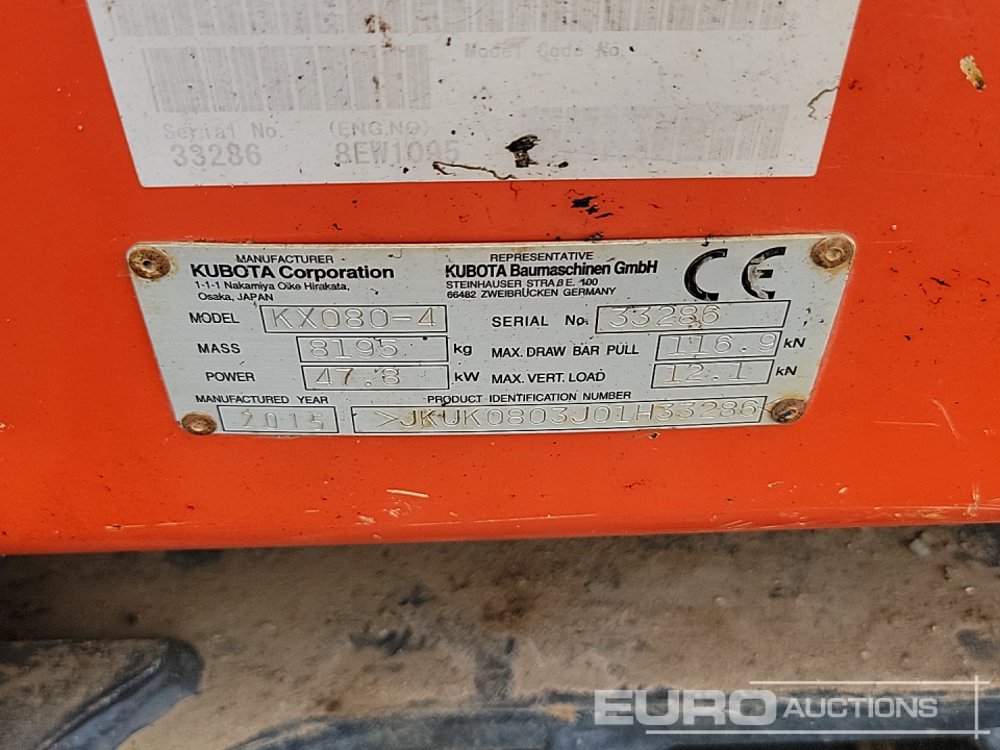 Model Code No.
Serial No. (ENG.NO)
33286 8EW1095
MANUFACTURER
KUBOTA Corporation
1-1-1 Nakamiya Oike Hirakata,
Osaka, JAPAN
REPRESENTATIVE
KUBOTA Baumaschinen GmbH
STEINHAUSER STRAßE. 100
66482 ZWEIBRÜCKEN GERMANY
CE
MODEL KX080-4 SERIAL No. 33286
MASS 8195 kg MAX. DRAW BAR PULL 116.9 kN
POWER 47.8 kW MAX. VERT. LOAD 12.1 kN
MANUFACTURED YEAR PRODUCT IDENTIFICATION NUMBER
2015 >JKUK0803J01H33286<
EURO AUCTIONS